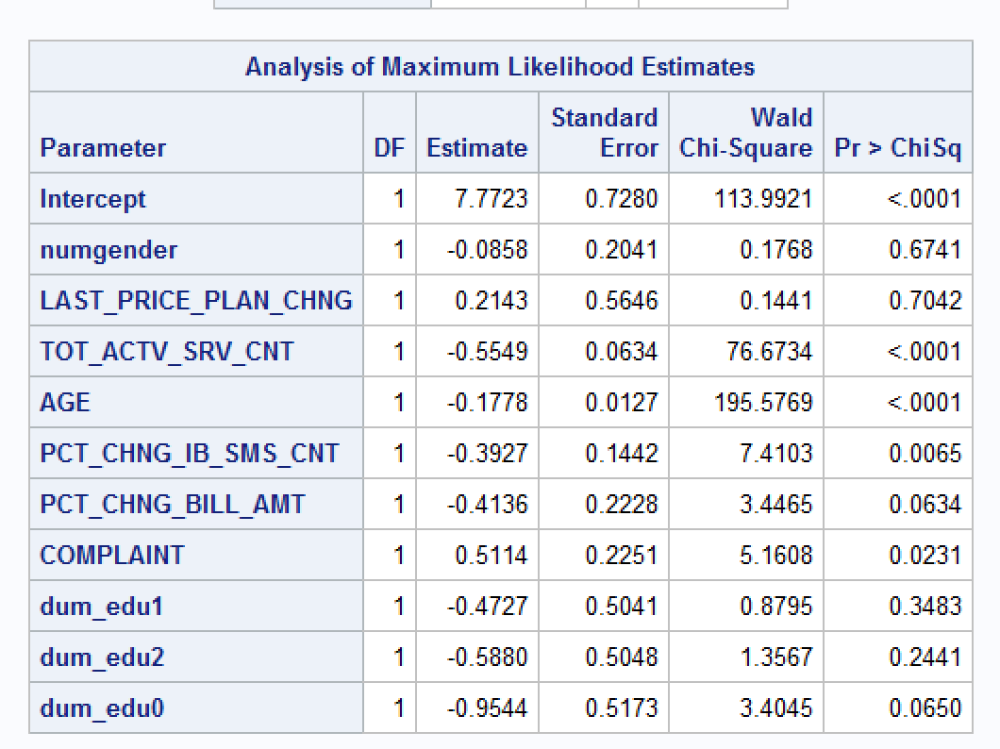 Analysis of Maximum Likelihood Estimates
Parameter DF Estimate Standard Error Wald Chi-Square Pr > ChiSq
Intercept 1 7.7723 0.7280 113.9921 <.0001
numgender 1 -0.0858 0.2041 0.1768 0.6741
LAST_PRICE_PLAN_CHNG 1 0.2143 0.5646 0.1441 0.7042
TOT_ACTV_SRV_CNT 1 -0.5549 0.0634 76.6734 <.0001
AGE 1 -0.1778 0.0127 195.5769 <.0001
PCT_CHNG_IB_SMS_CNT 1 -0.3927 0.1442 7.4103 0.0065
PCT_CHNG_BILL_AMT 1 -0.4136 0.2228 3.4465 0.0634
COMPLAINT 1 0.5114 0.2251 5.1608 0.0231
dum_edu1 1 -0.4727 0.5041 0.8795 0.3483
dum_edu2 1 -0.5880 0.5048 1.3567 0.2441
dum_edu0 1 -0.9544 0.5173 3.4045 0.0650